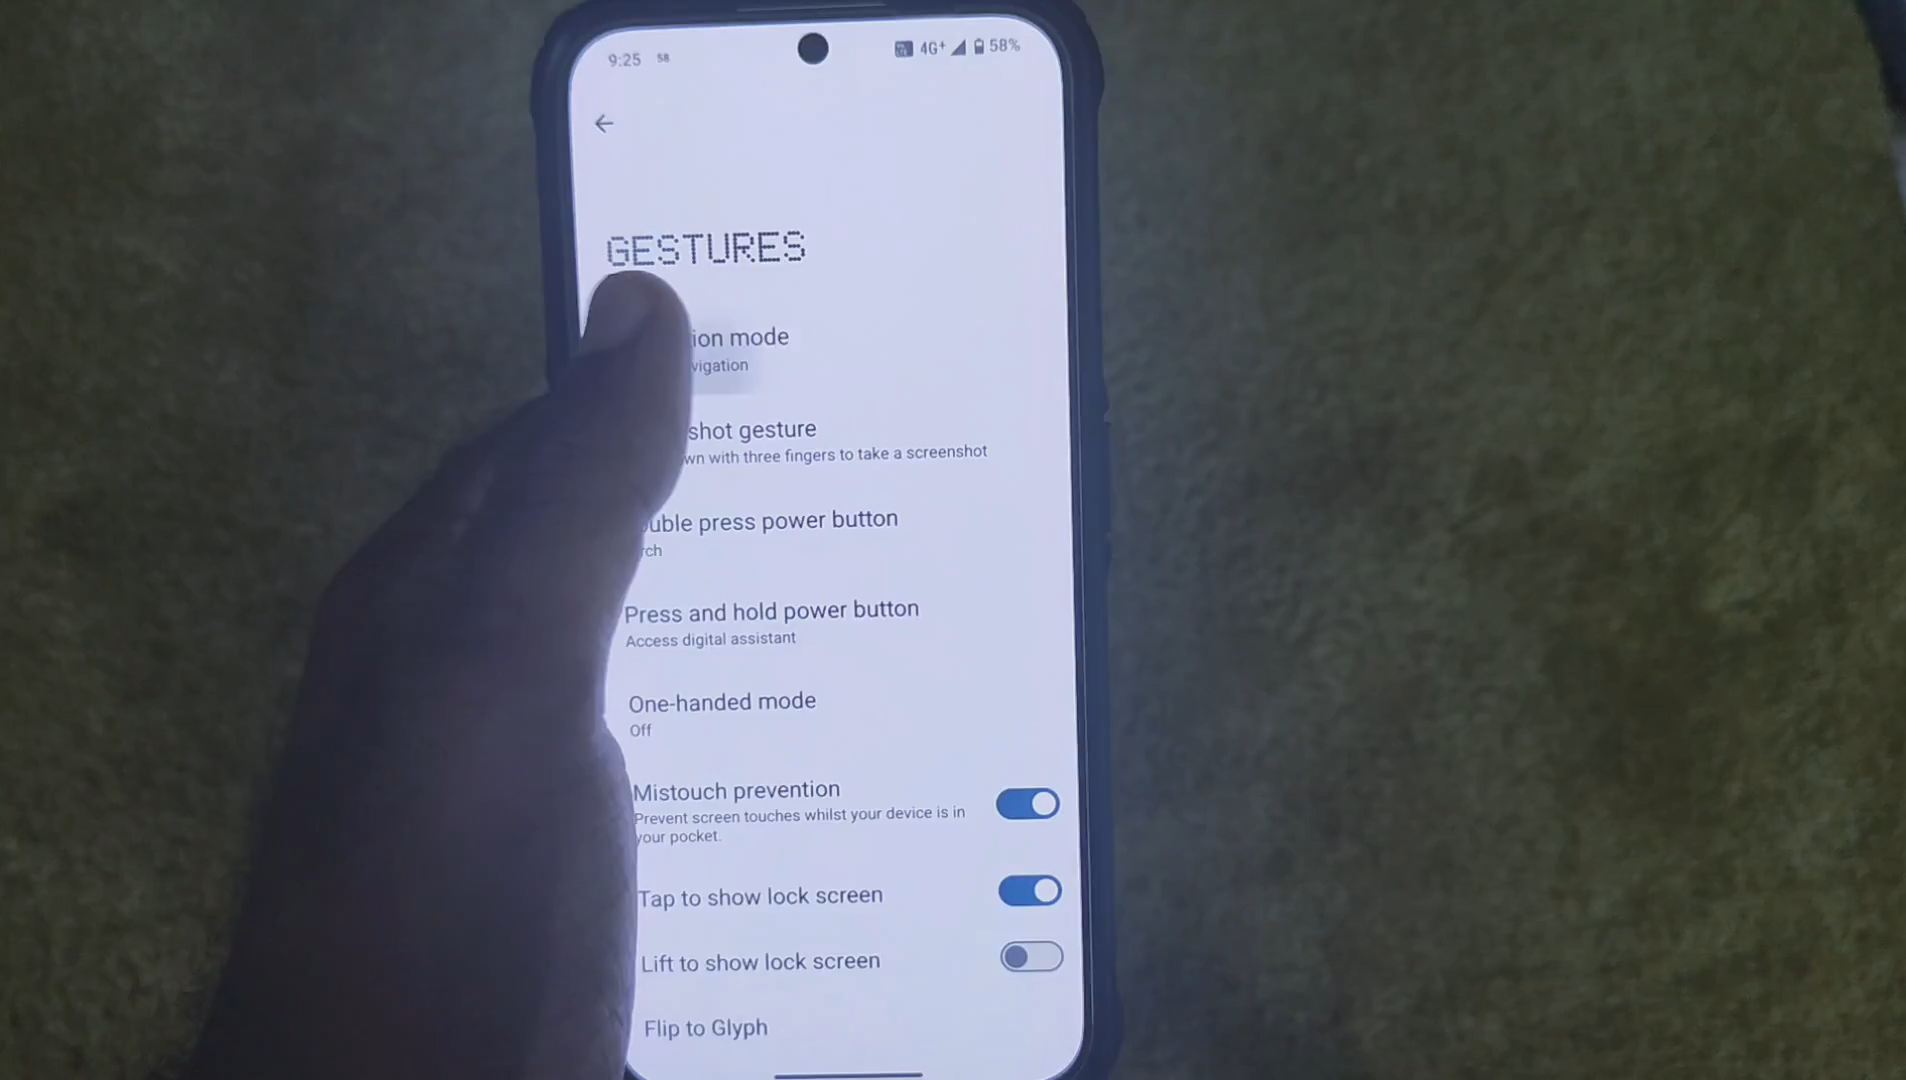 9:25 58 4G+ 58%
GESTURES
ion mode
vigation
shot gesture
wn with three fingers to take a screenshot
uble press power button
rch
Press and hold power button
Access digital assistant
One-handed mode
Off
Mistouch prevention
Prevent screen touches whilst your device is in
your pocket.
Tap to show lock screen
Lift to show lock screen
Flip to Glyph